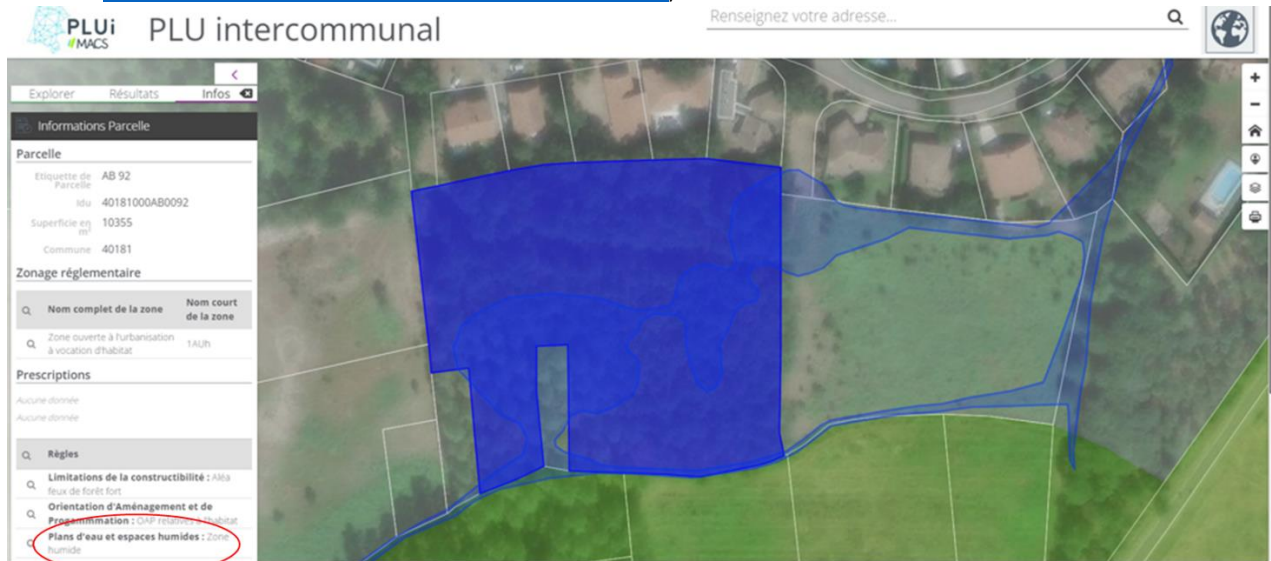 PLUi
MACS
PLU intercommunal
Renseignez votre adresse...
Explorer Résultats Infos
Informations Parcelle
Parcelle
Etiquette de Parcelle AB 92
Idu 40181000AB0092
Superficie en m² 10355
Commune 40181
Zonage réglementaire
Nom complet de la zone Nom court de la zone
Zone ouverte à l'urbanisation à vocation d'habitat 1AUh
Prescriptions
Aucune donnée
Aucune donnée
Règles
Limitations de la constructibilité : Aléa
feux de forêt fort
Orientation d'Aménagement et de
Progammmation : OAP relatives à l'habitat
Plans d'eau et espaces humides : Zone
humide